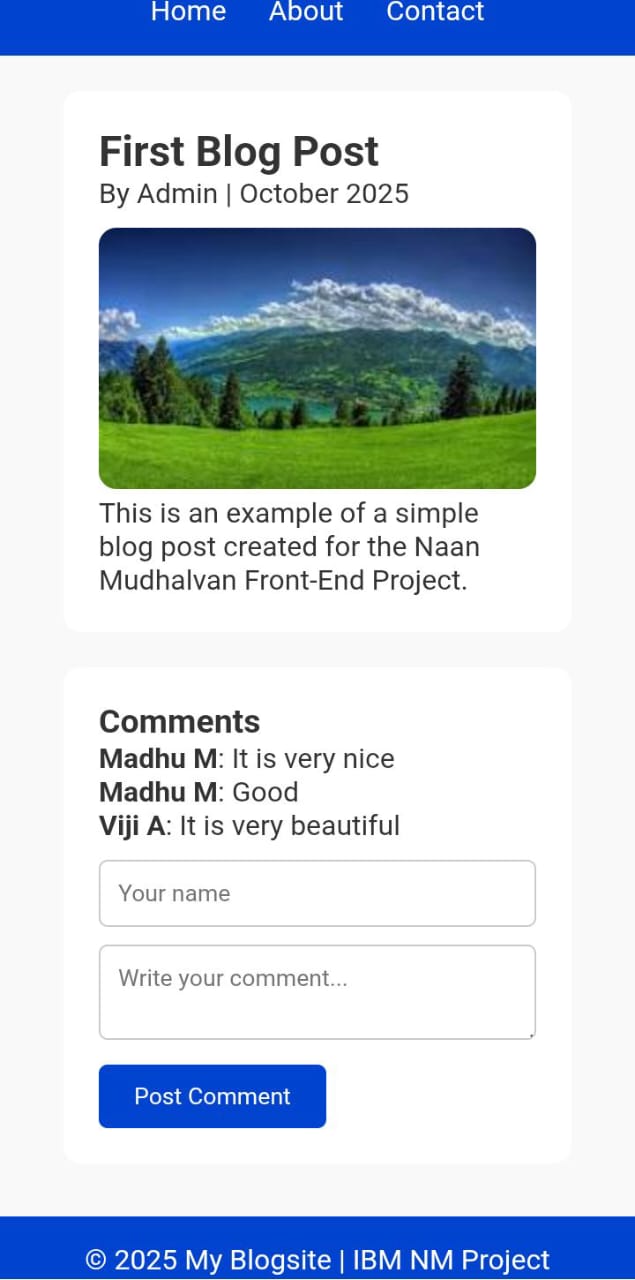 Home About Contact
First Blog Post
By Admin | October 2025
This is an example of a simple
blog post created for the Naan
Mudhalvan Front-End Project.
Comments
Madhu M: It is very nice
Madhu M: Good
Viji A: It is very beautiful
Your name
Write your comment...
Post Comment
© 2025 My Blogsite | IBM NM Project